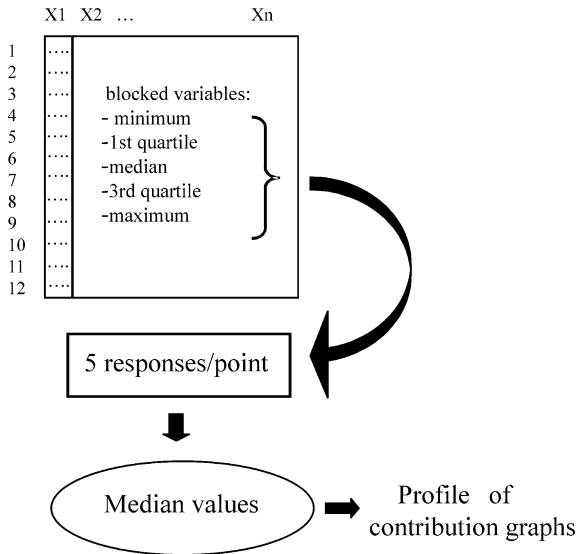 X1 X2 … Xn
1 ....
2 ....
3 ....
4 ....
5 ....
6 ....
7 ....
8 ....
9 ....
10 ....
11 ....
12 ....
blocked variables:
- minimum
-1st quartile
-median
-3rd quartile
-maximum
5 responses/point
Median values
Profile of
contribution graphs